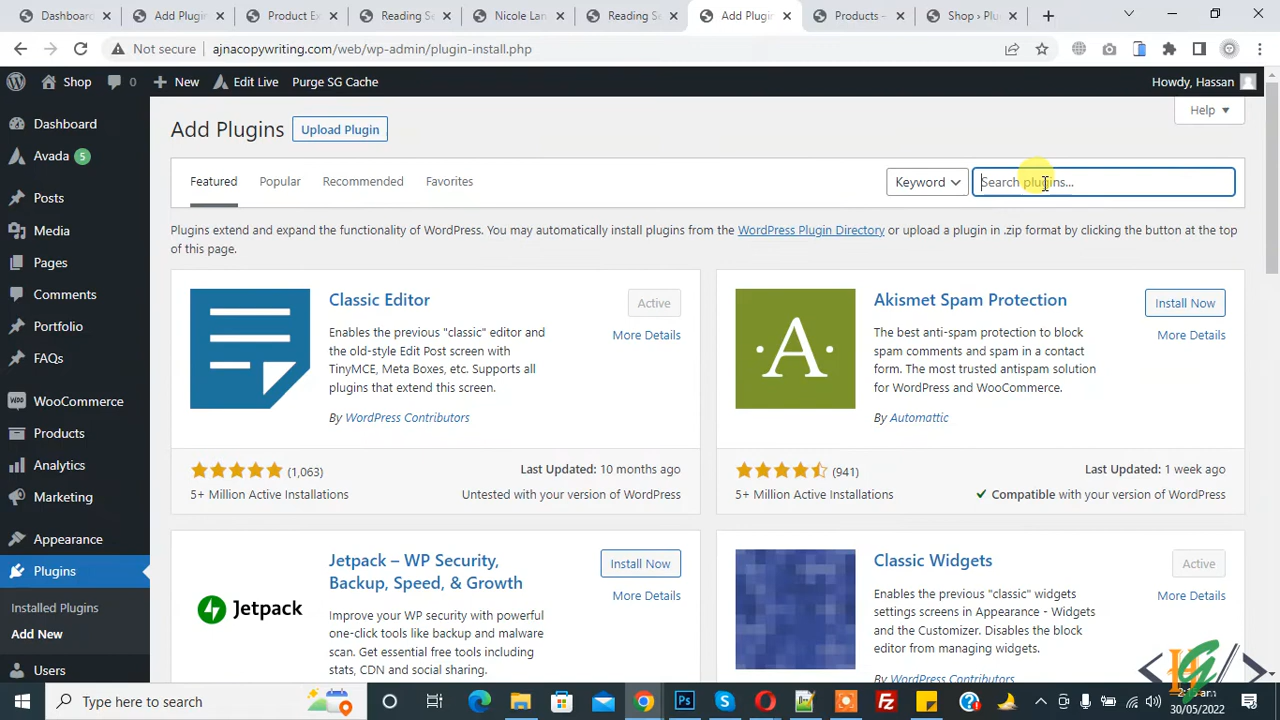 Dashboard
Add Plugin
Product Ex
Reading Se
Nicole Lan
Reading Se
Add Plugin
Products –
Shop › Plu
Not secure
ajnacopywriting.com/web/wp-admin/plugin-install.php
Shop
0
New
Edit Live
Purge SG Cache
Howdy, Hassan
Dashboard
Avada 5
Posts
Media
Pages
Comments
Portfolio
FAQs
WooCommerce
Products
Analytics
Marketing
Appearance
Plugins
Installed Plugins
Add New
Users
Help
Add Plugins
Upload Plugin
Featured
Popular
Recommended
Favorites
Keyword
Search plugins...
Plugins extend and expand the functionality of WordPress. You may automatically install plugins from the WordPress Plugin Directory or upload a plugin in .zip format by clicking the button at the top
of this page.
Classic Editor
Active
More Details
Enables the previous "classic" editor and
the old-style Edit Post screen with
TinyMCE, Meta Boxes, etc. Supports all
plugins that extend this screen.
By WordPress Contributors
(1,063)
Last Updated: 10 months ago
5+ Million Active Installations
Untested with your version of WordPress
A
Akismet Spam Protection
Install Now
More Details
The best anti-spam protection to block
spam comments and spam in a contact
form. The most trusted antispam solution
for WordPress and WooCommerce.
By Automattic
(941)
Last Updated: 1 week ago
5+ Million Active Installations
Compatible with your version of WordPress
Jetpack
Jetpack – WP Security,
Backup, Speed, & Growth
Install Now
More Details
Improve your WP security with powerful
one-click tools like backup and malware
scan. Get essential free tools including
stats, CDN and social sharing.
Classic Widgets
Active
More Details
Enables the previous "classic" widgets
settings screens in Appearance - Widgets
and the Customizer. Disables the block
editor from managing widgets.
By WordPress Contributors
Type here to search
30/05/2022